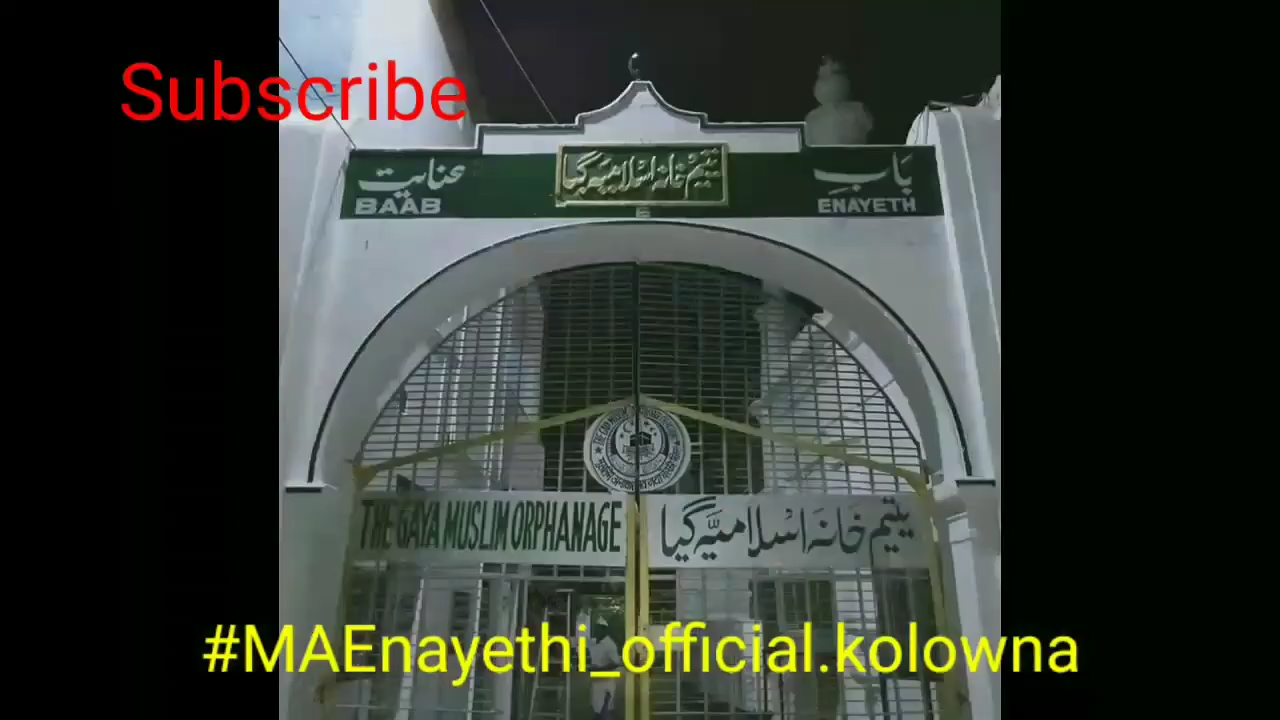 Subscribe
باب عنایت
یتیم خانہ اسلامیہ گیا
BAAB ENAYETH
THE GAYA MUSLIM ORPHANAGE
یتیم خانہ اسلامیہ گیا
#MAEnayethi_official.kolowna